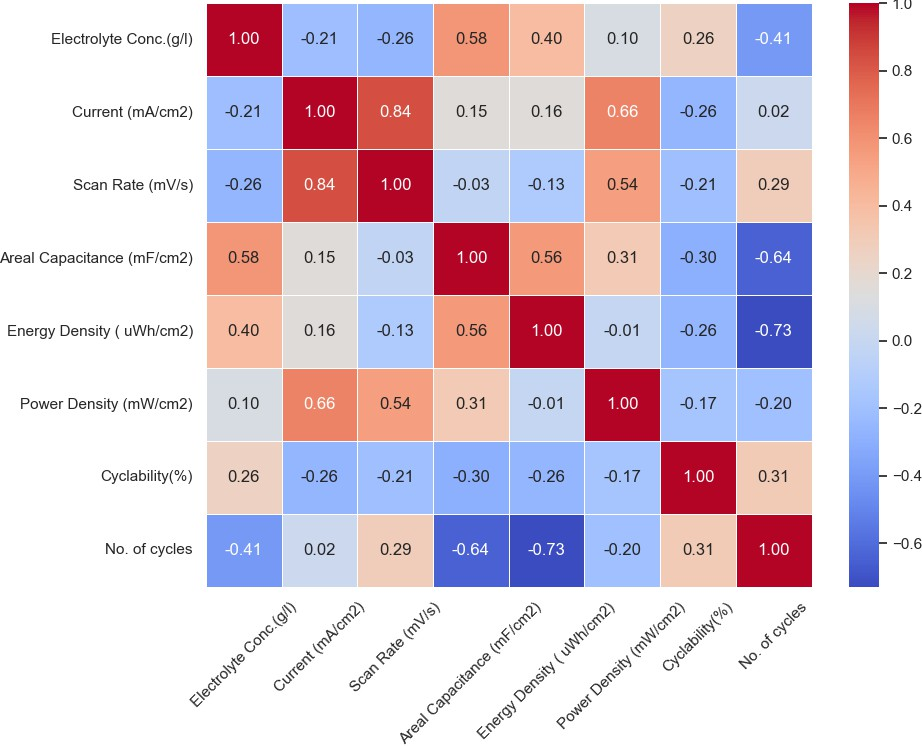 Electrolyte Conc.(g/l) 1.00 -0.21 -0.26 0.58 0.40 0.10 0.26 -0.41
Current (mA/cm2) -0.21 1.00 0.84 0.15 0.16 0.66 -0.26 0.02
Scan Rate (mV/s) -0.26 0.84 1.00 -0.03 -0.13 0.54 -0.21 0.29
Areal Capacitance (mF/cm2) 0.58 0.15 -0.03 1.00 0.56 0.31 -0.30 -0.64
Energy Density ( uWh/cm2) 0.40 0.16 -0.13 0.56 1.00 -0.01 -0.26 -0.73
Power Density (mW/cm2) 0.10 0.66 0.54 0.31 -0.01 1.00 -0.17 -0.20
Cyclability(%) 0.26 -0.26 -0.21 -0.30 -0.26 -0.17 1.00 0.31
No. of cycles -0.41 0.02 0.29 -0.64 -0.73 -0.20 0.31 1.00
Electrolyte Conc.(g/l)
Current (mA/cm2)
Scan Rate (mV/s)
Areal Capacitance (mF/cm2)
Energy Density ( uWh/cm2)
Power Density (mW/cm2)
Cyclability(%)
No. of cycles
1.0
0.8
0.6
0.4
0.2
0.0
−0.2
−0.4
−0.6